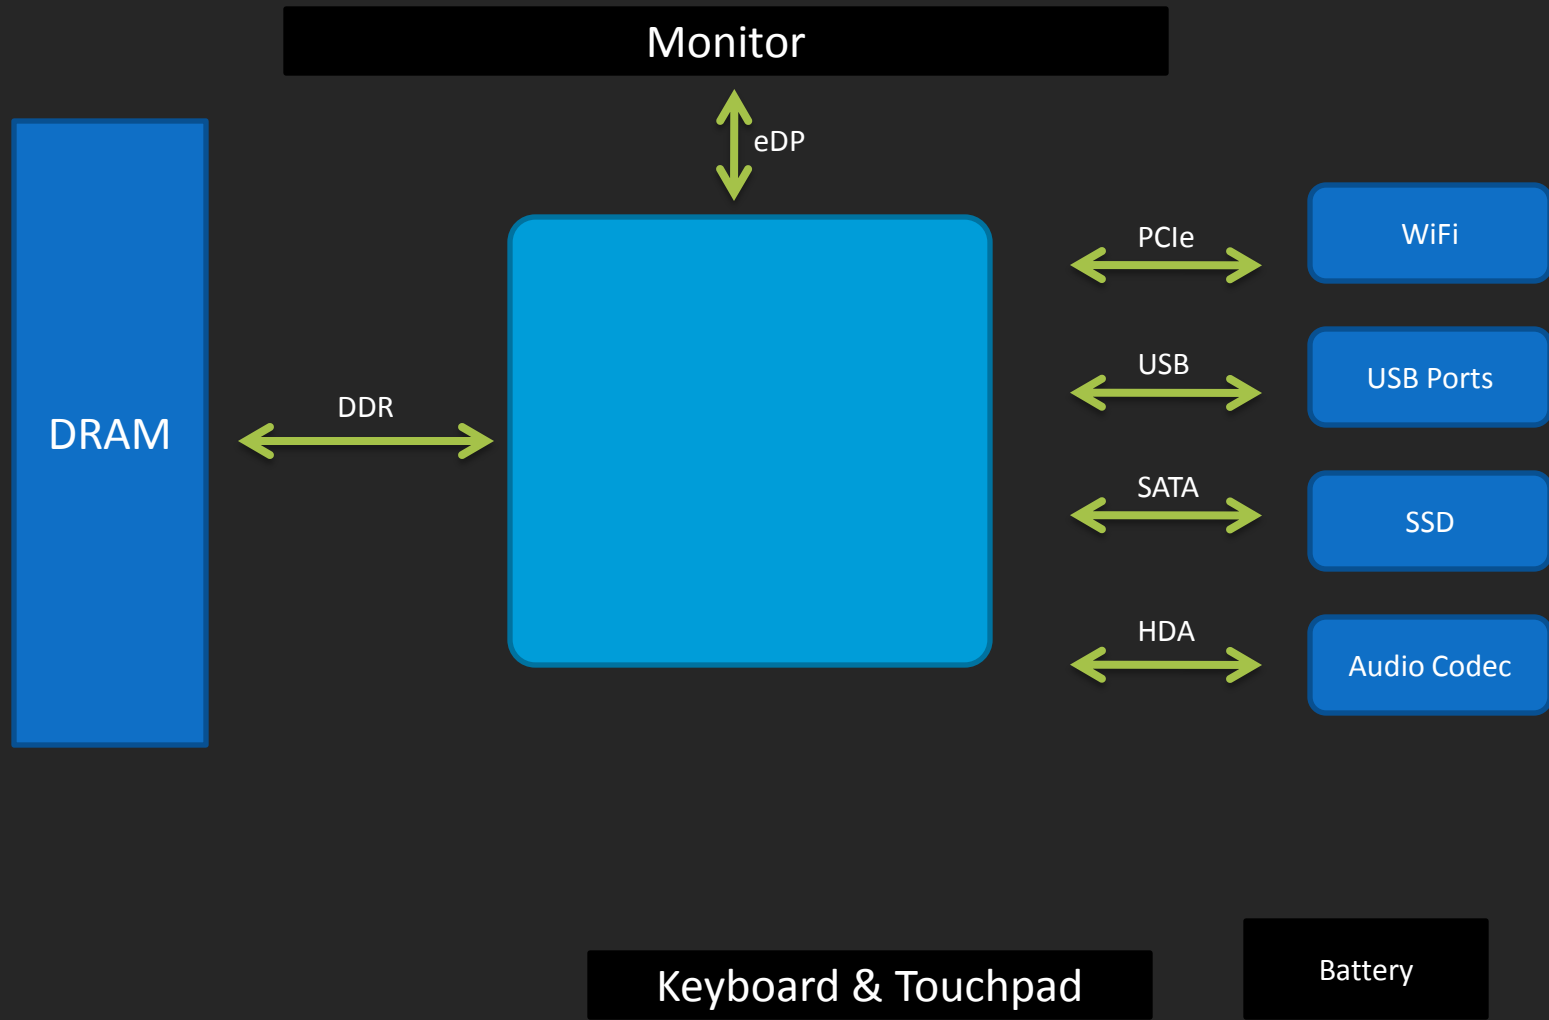 Monitor
eDP
PCIe
WiFi
USB
USB Ports
DDR
DRAM
SATA
SSD
HDA
Audio Codec
Keyboard & Touchpad
Battery